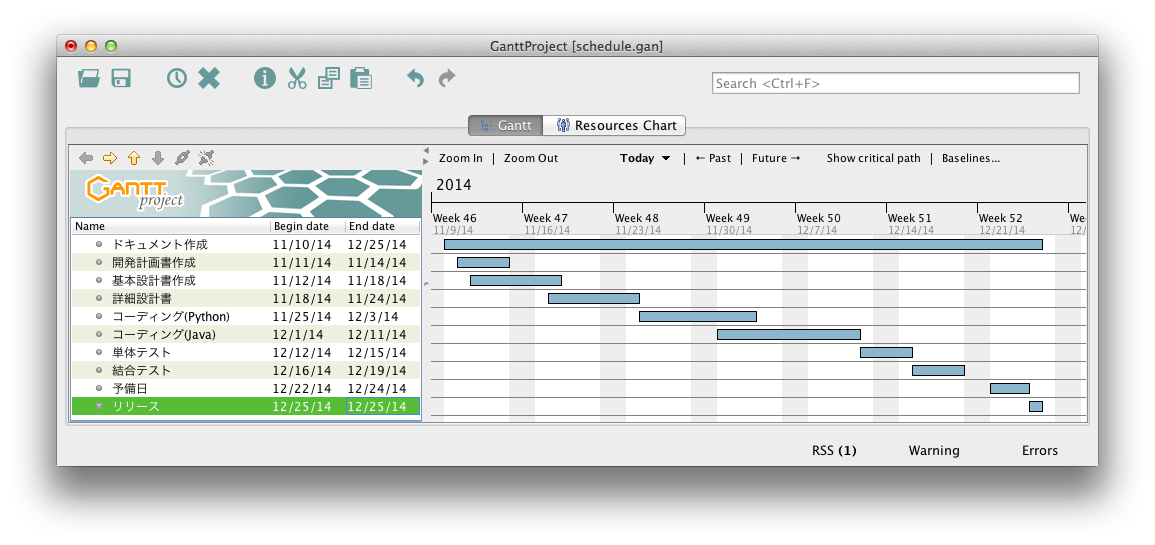 GanttProject [schedule.gan]
Search <Ctrl+F>
Gantt
Resources Chart
Zoom In | Zoom Out
Today
| ← Past | Future →
Show critical path | Baselines...
GANTT
project
2014
Week 46 Week 47 Week 48 Week 49 Week 50 Week 51 Week 52 We
11/9/14 11/16/14 11/23/14 11/30/14 12/7/14 12/14/14 12/21/14 12/
Name Begin date End date
ドキュメント作成 11/10/14 12/25/14
開発計画書作成 11/11/14 11/14/14
基本設計書作成 11/12/14 11/18/14
詳細設計書 11/18/14 11/24/14
コーディング(Python) 11/25/14 12/3/14
コーディング(Java) 12/1/14 12/11/14
単体テスト 12/12/14 12/15/14
結合テスト 12/16/14 12/19/14
予備日 12/22/14 12/24/14
リリース 12/25/14 12/25/14
RSS (1) Warning Errors